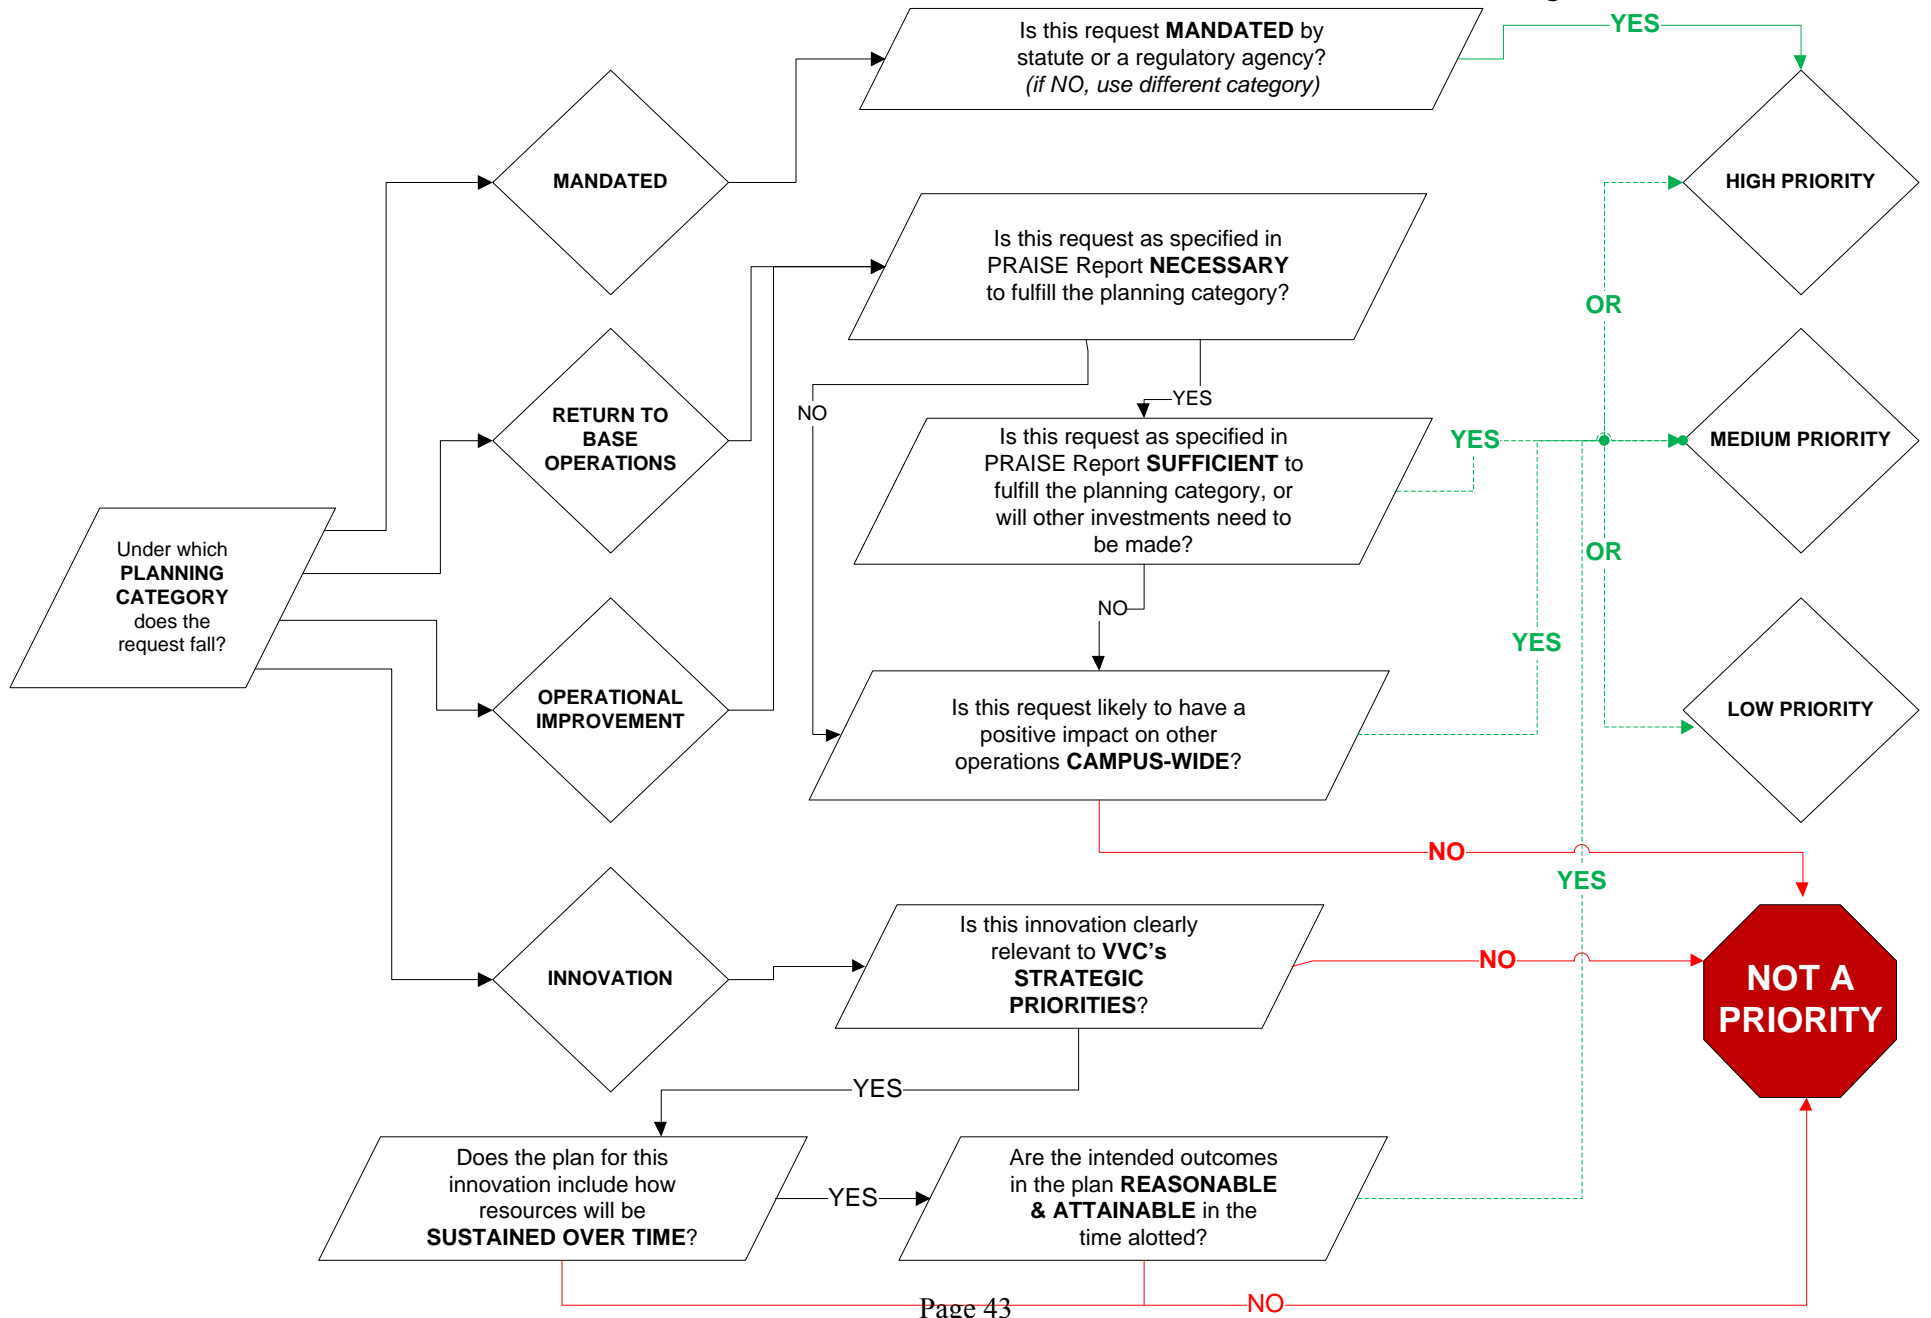 Is this request MANDATED by
statute or a regulatory agency?
(if NO, use different category)
YES
MANDATED
HIGH PRIORITY
Is this request as specified in
PRAISE Report NECESSARY
to fulfill the planning category?
OR
NO
YES
RETURN TO
BASE
OPERATIONS
Is this request as specified in
PRAISE Report SUFFICIENT to
fulfill the planning category, or
will other investments need to
be made?
YES
MEDIUM PRIORITY
OR
Under which
PLANNING
CATEGORY
does the
request fall?
NO
YES
OPERATIONAL
IMPROVEMENT
Is this request likely to have a
positive impact on other
operations CAMPUS-WIDE?
LOW PRIORITY
NO
YES
INNOVATION
Is this innovation clearly
relevant to VVC's
STRATEGIC
PRIORITIES?
NO
NOT A
PRIORITY
YES
Does the plan for this
innovation include how
resources will be
SUSTAINED OVER TIME?
YES
Are the intended outcomes
in the plan REASONABLE
& ATTAINABLE in the
time alotted?
NO
Page 43